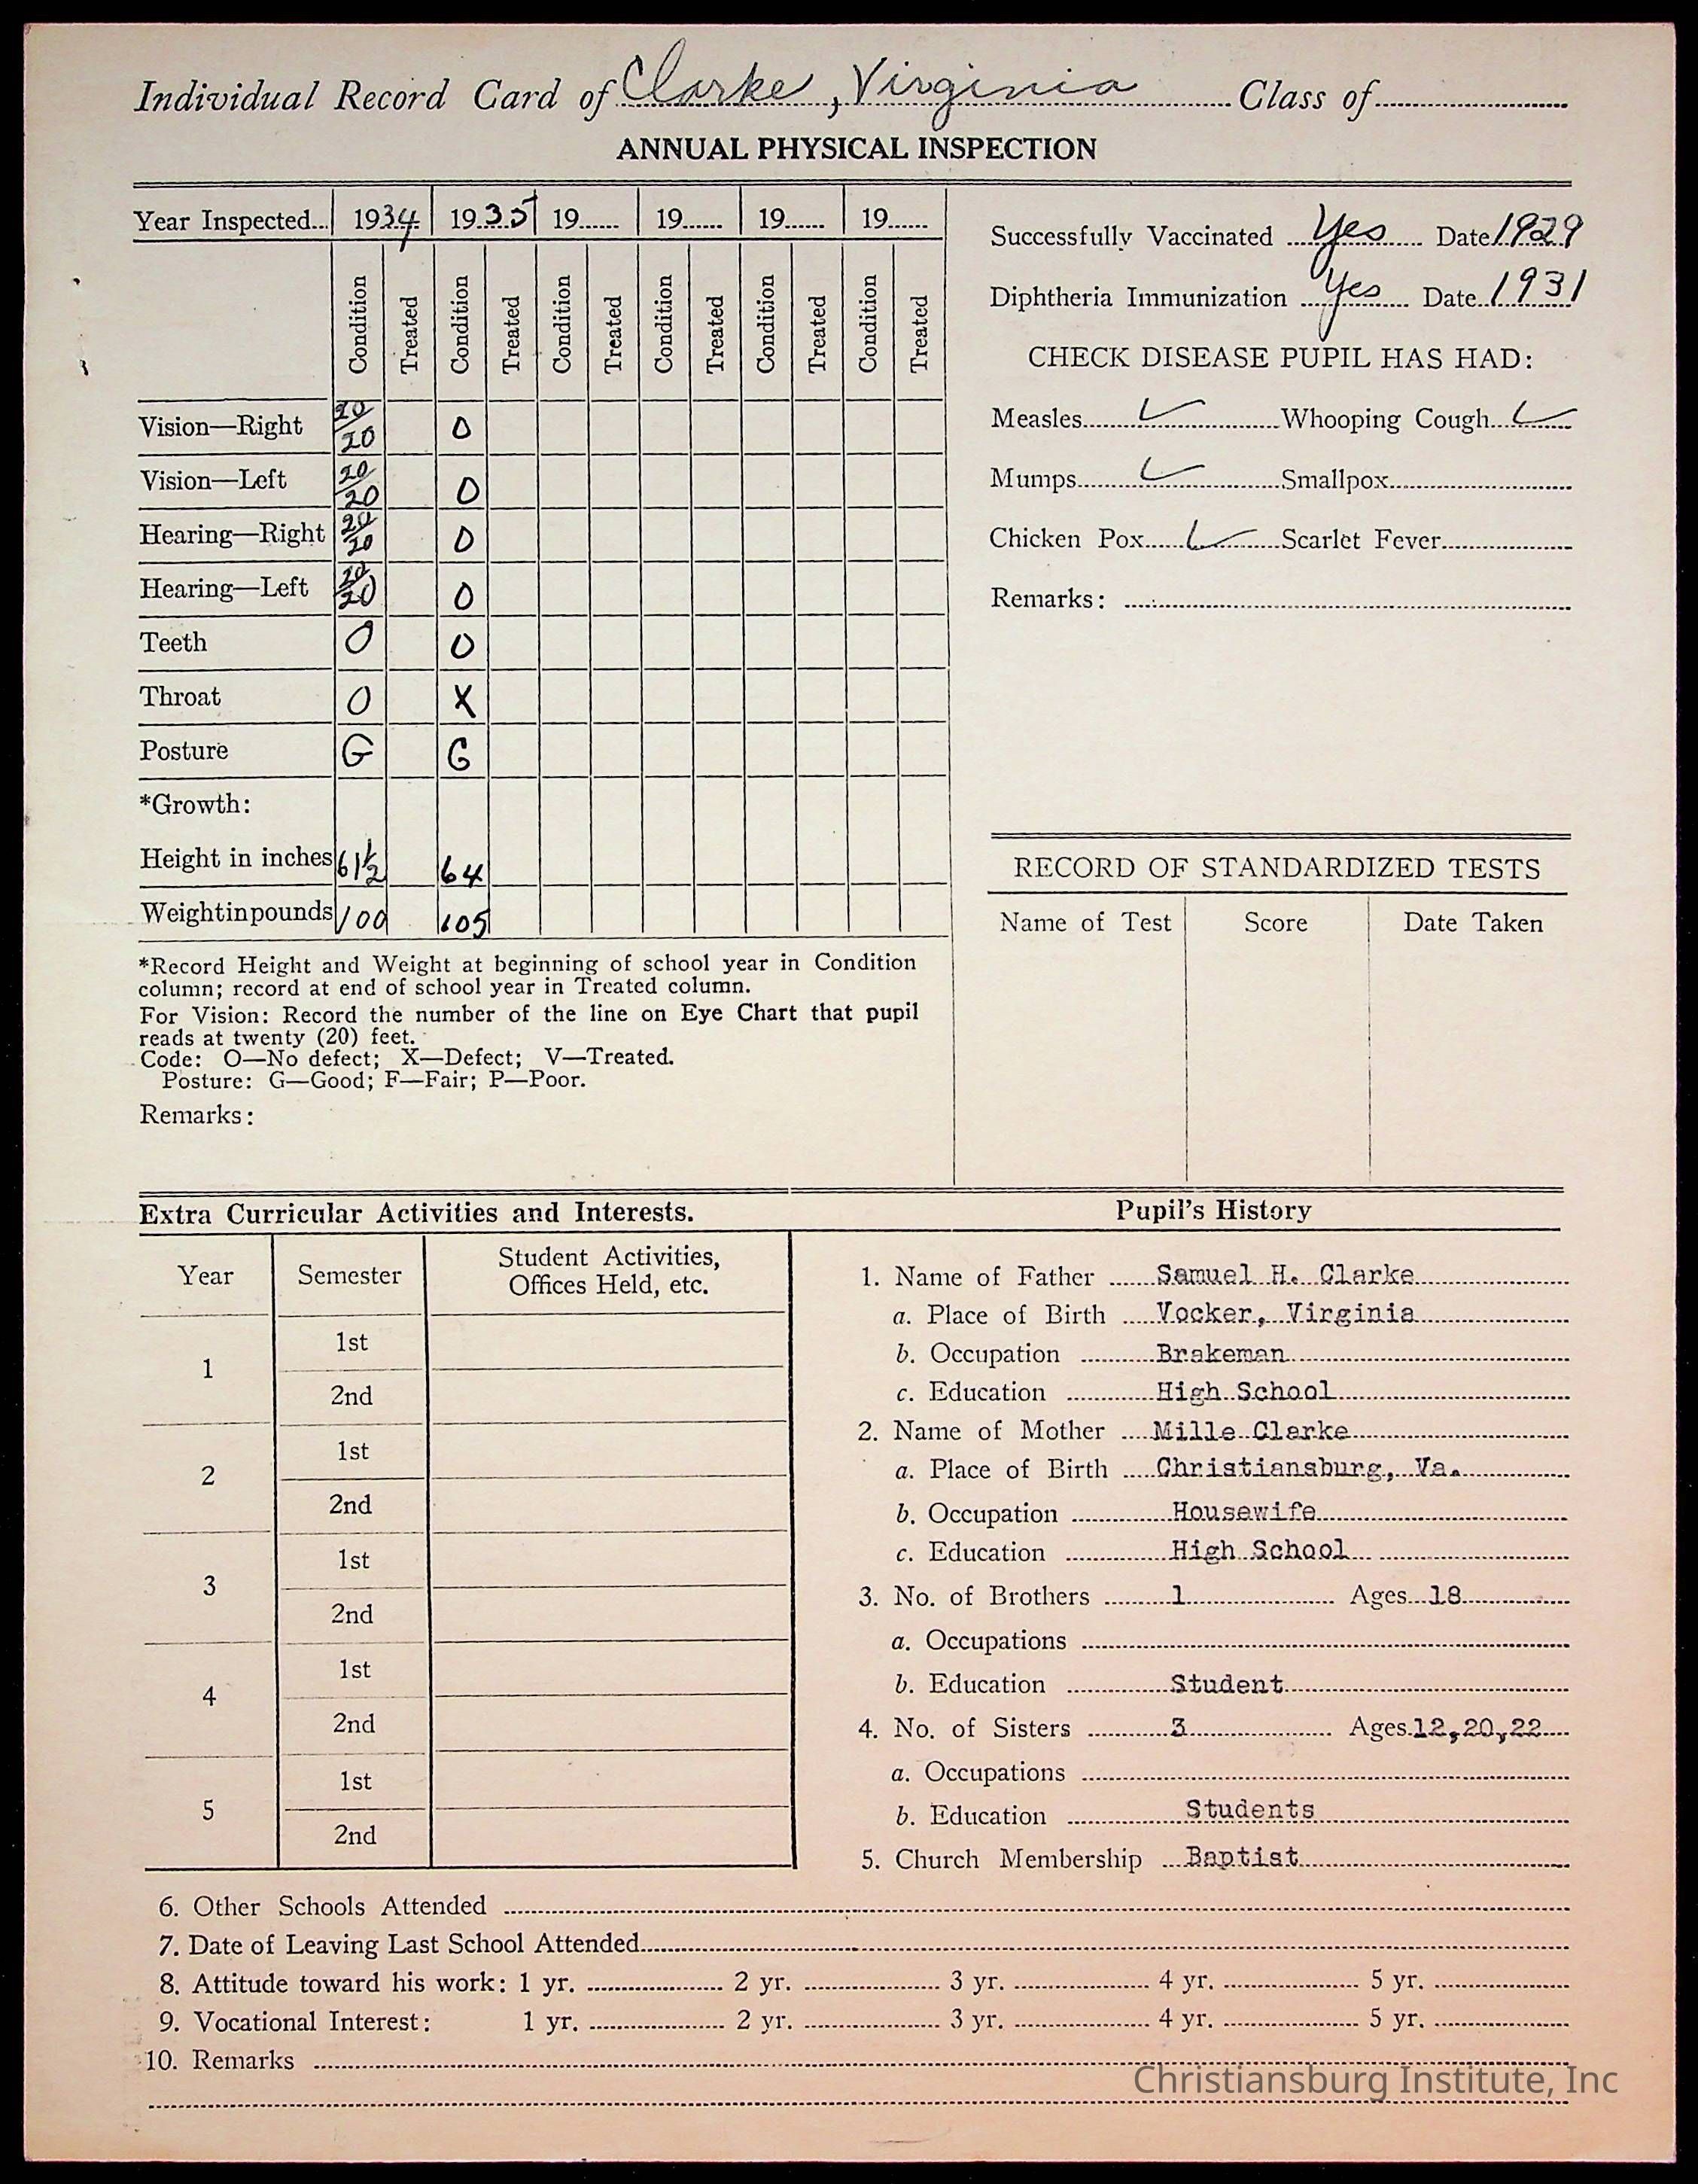 Individual Record Card of Clarke, Virginia Class of
ANNUAL PHYSICAL INSPECTION
Year Inspected... 1934 1935 19...... 19...... 19...... 19......
Condition Treated Condition Treated Condition Treated Condition Treated Condition Treated Condition Treated
Vision—Right 20/20 O
Vision—Left 20/20 O
Hearing—Right 20/20 O
Hearing—Left 20/20 O
Teeth O O
Throat O X
Posture G G
*Growth:
Height in inches 61½ 64
Weight in pounds 100 105
*Record Height and Weight at beginning of school year in Condition
column; record at end of school year in Treated column.
For Vision: Record the number of the line on Eye Chart that pupil
reads at twenty (20) feet.
Code: O—No defect; X—Defect; V—Treated.
Posture: G—Good; F—Fair; P—Poor.
Remarks:
Successfully Vaccinated Yes Date 1929
Diphtheria Immunization Yes Date 1931
CHECK DISEASE PUPIL HAS HAD:
Measles ✓ Whooping Cough ✓
Mumps ✓ Smallpox
Chicken Pox ✓ Scarlet Fever
Remarks:
RECORD OF STANDARDIZED TESTS
Name of Test Score Date Taken
Extra Curricular Activities and Interests.
Year Semester Student Activities,
Offices Held, etc.
1 1st
2nd
2 1st
2nd
3 1st
2nd
4 1st
2nd
5 1st
2nd
Pupil's History
1. Name of Father Samuel H. Clarke
a. Place of Birth Vocker, Virginia
b. Occupation Brakeman
c. Education High School
2. Name of Mother Mille Clarke
a. Place of Birth Christiansburg, Va.
b. Occupation Housewife
c. Education High School
3. No. of Brothers 1 Ages 18
a. Occupations
b. Education Student
4. No. of Sisters 3 Ages 12,20,22
a. Occupations
b. Education Students
5. Church Membership Baptist
6. Other Schools Attended
7. Date of Leaving Last School Attended
8. Attitude toward his work: 1 yr. 2 yr. 3 yr. 4 yr. 5 yr.
9. Vocational Interest: 1 yr. 2 yr. 3 yr. 4 yr. 5 yr.
10. Remarks
Christiansburg Institute, Inc